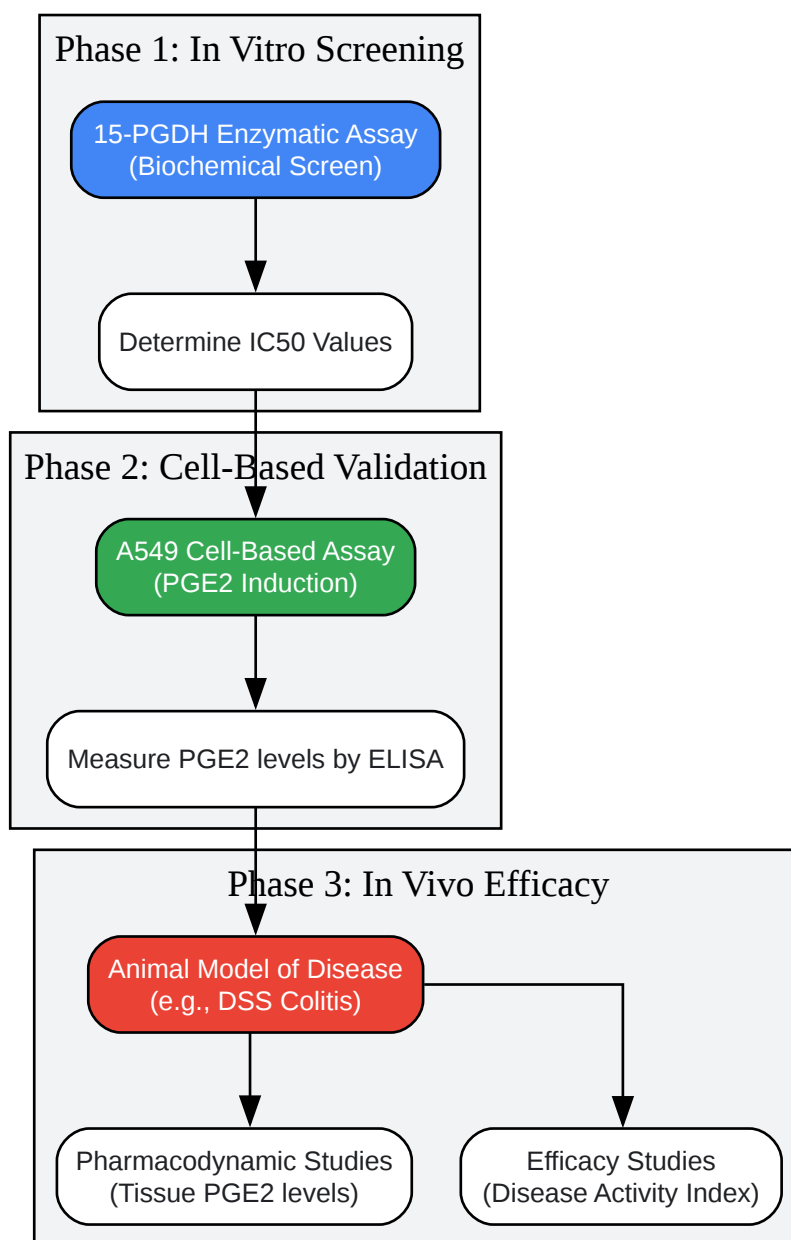 Phase 1: In Vitro Screening
15-PGDH Enzymatic Assay
(Biochemical Screen)
Determine IC50 Values
Phase 2: Cell-Based Validation
A549 Cell-Based Assay
(PGE2 Induction)
Measure PGE2 levels by ELISA
Phase 3: In Vivo Efficacy
Animal Model of Disease
(e.g., DSS Colitis)
Pharmacodynamic Studies
(Tissue PGE2 levels)
Efficacy Studies
(Disease Activity Index)